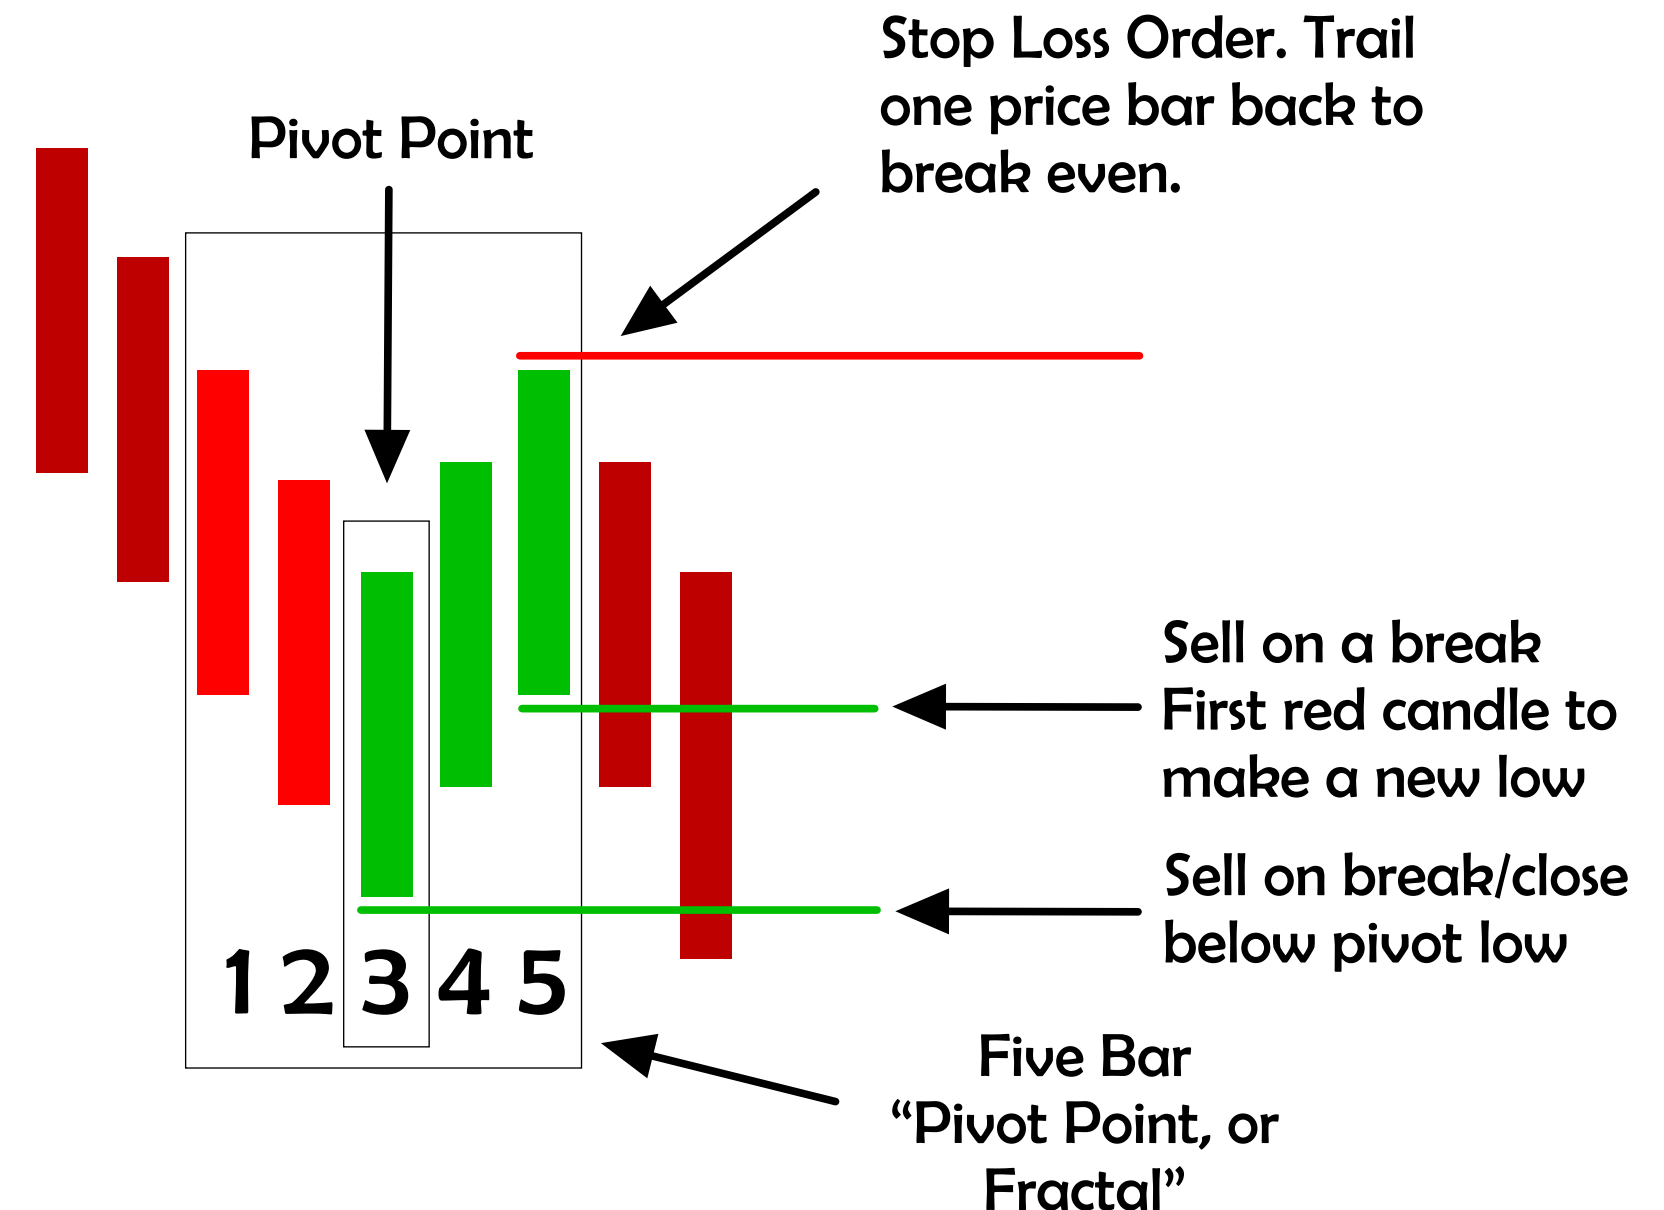 Stop Loss Order. Trail
one price bar back to
break even.
Pivot Point
Sell on a break
First red candle to
make a new low
Sell on break/close
below pivot low
1 2 3 4 5
Five Bar
“Pivot Point, or
Fractal”